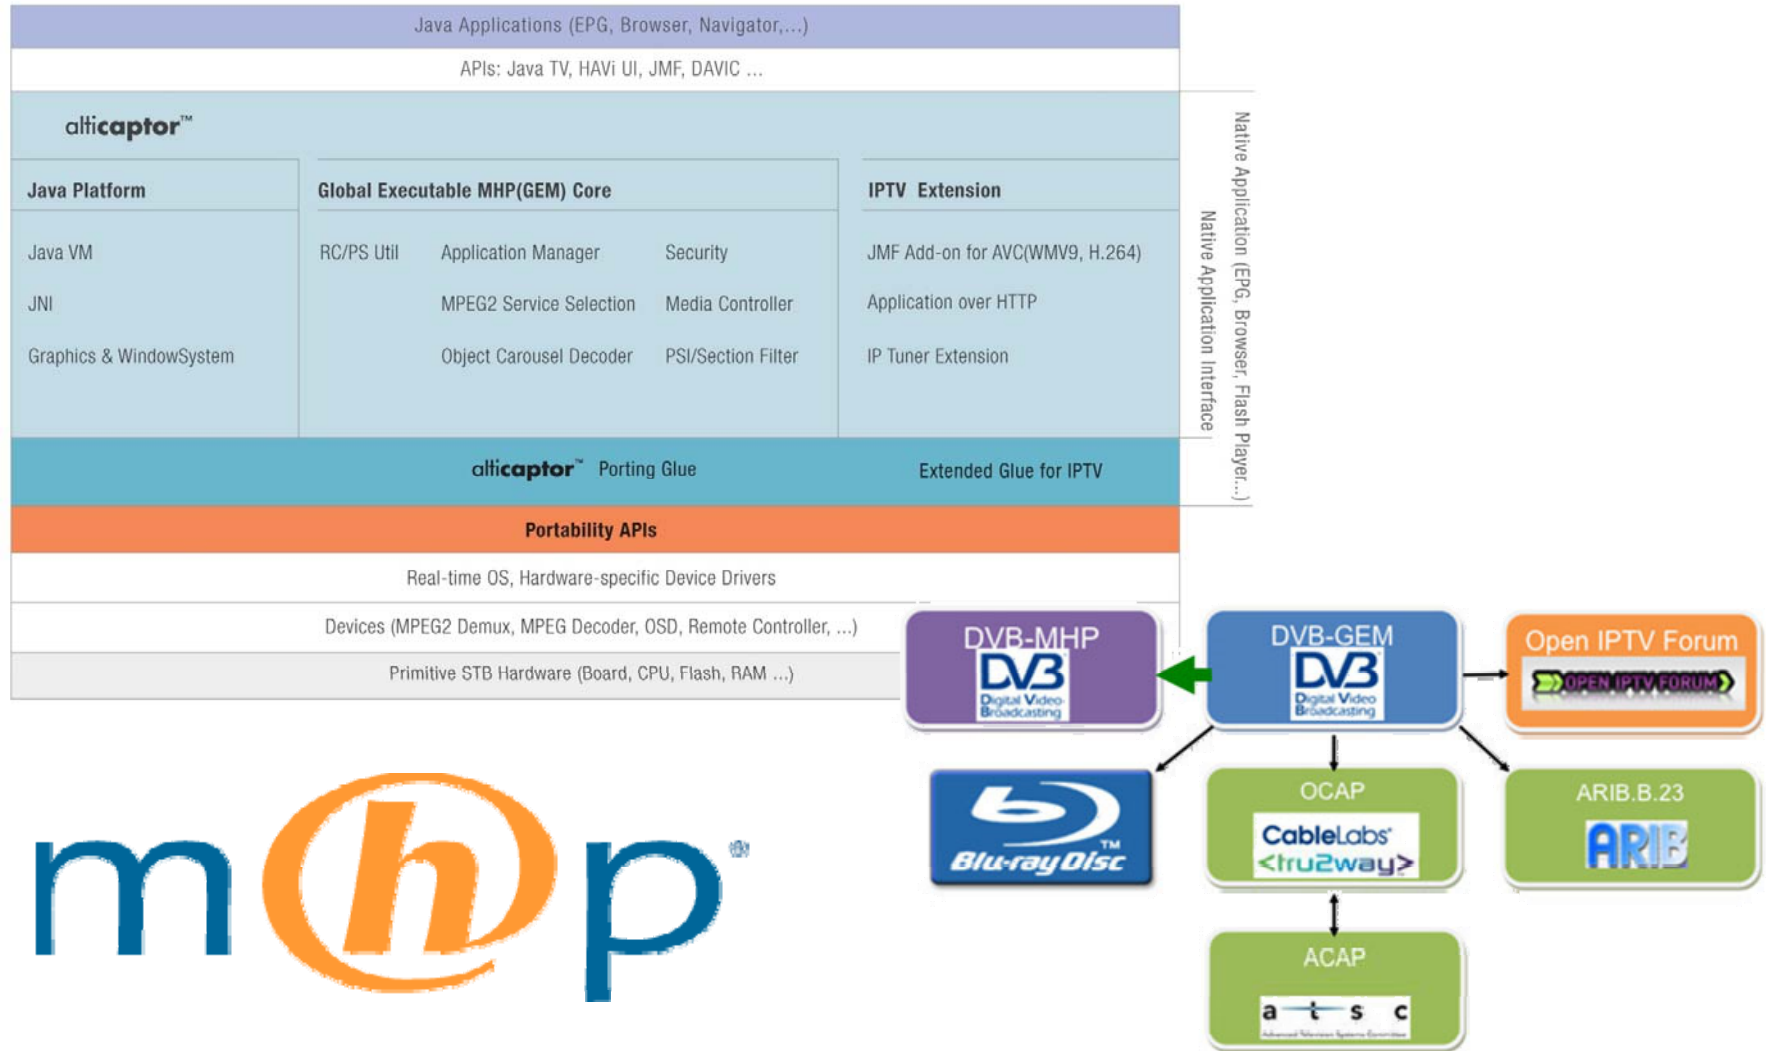 Java Applications (EPG, Browser, Navigator,...)
APIs: Java TV, HAVi UI, JMF, DAVIC ...
alticaptor™
Java Platform
Java VM
JNI
Graphics & WindowSystem
Global Executable MHP(GEM) Core
RC/PS Util
Application Manager
Security
MPEG2 Service Selection
Media Controller
Object Carousel Decoder
PSI/Section Filter
IPTV Extension
JMF Add-on for AVC(WMV9, H.264)
Application over HTTP
IP Tuner Extension
Native Application Interface
Native Application (EPG, Browser, Flash Player...)
alticaptor™ Porting Glue
Extended Glue for IPTV
Portability APIs
Real-time OS, Hardware-specific Device Drivers
Devices (MPEG2 Demux, MPEG Decoder, OSD, Remote Controller, ...)
Primitive STB Hardware (Board, CPU, Flash, RAM ...)
DVB-MHP
DVB
Digital Video
Broadcasting
DVB-GEM
DVB
Digital Video
Broadcasting
Open IPTV Forum
OPEN IPTV FORUM
Blu-ray Disc™
OCAP
CableLabs®
<tru2way>
ARIB.B.23
ARIB
ACAP
atsc
Advanced Television Systems Committee
mhp